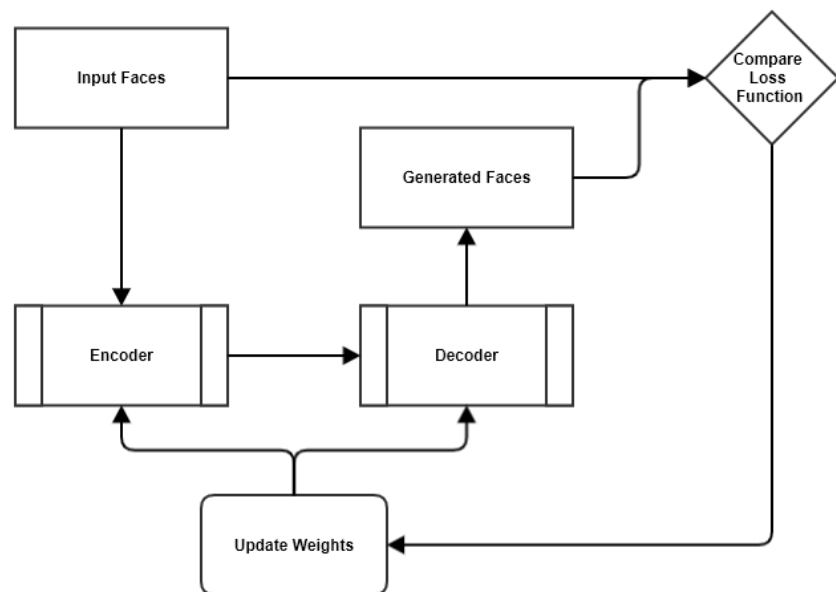 Input Faces
Compare
Loss
Function
Generated Faces
Encoder
Decoder
Update Weights